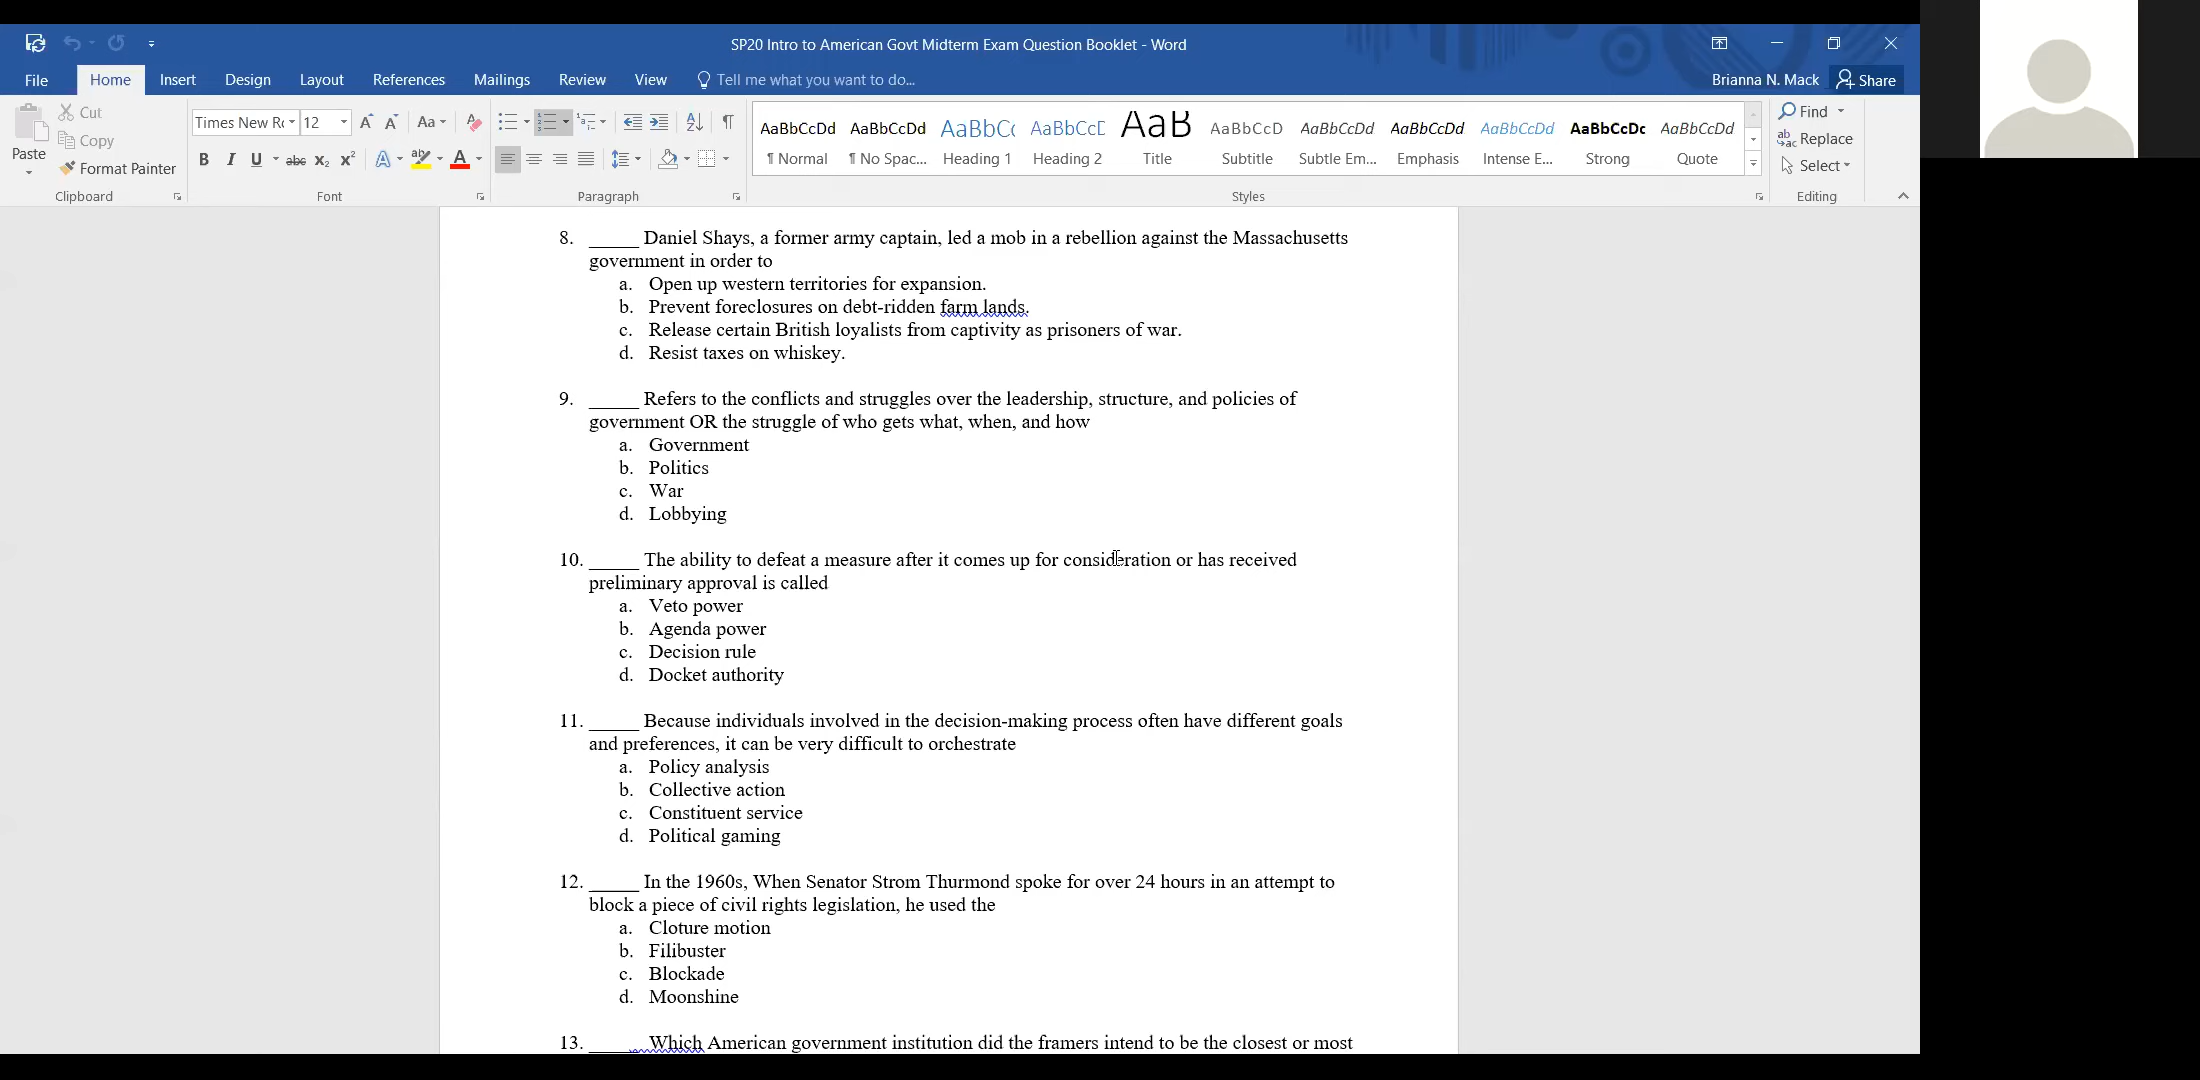 SP20 Intro to American Govt Midterm Exam Question Booklet - Word
File Home Insert Design Layout References Mailings Review View Tell me what you want to do... Brianna N. Mack Share
Paste
Cut
Copy
Format Painter
Clipboard
Times New Ro 12
Font
Paragraph
AaBbCcDd AaBbCcDd AaBbCc AaBbCcD AaB AaBbCcD AaBbCcDd AaBbCcDd AaBbCcDd AaBbCcDc AaBbCcDd
¶ Normal ¶ No Spac... Heading 1 Heading 2 Title Subtitle Subtle Em... Emphasis Intense E... Strong Quote
Styles
Find
Replace
Select
Editing
8. _____ Daniel Shays, a former army captain, led a mob in a rebellion against the Massachusetts
government in order to
a. Open up western territories for expansion.
b. Prevent foreclosures on debt-ridden farm lands.
c. Release certain British loyalists from captivity as prisoners of war.
d. Resist taxes on whiskey.
9. _____ Refers to the conflicts and struggles over the leadership, structure, and policies of
government OR the struggle of who gets what, when, and how
a. Government
b. Politics
c. War
d. Lobbying
10. _____ The ability to defeat a measure after it comes up for consideration or has received
preliminary approval is called
a. Veto power
b. Agenda power
c. Decision rule
d. Docket authority
11. _____ Because individuals involved in the decision-making process often have different goals
and preferences, it can be very difficult to orchestrate
a. Policy analysis
b. Collective action
c. Constituent service
d. Political gaming
12. _____ In the 1960s, When Senator Strom Thurmond spoke for over 24 hours in an attempt to
block a piece of civil rights legislation, he used the
a. Cloture motion
b. Filibuster
c. Blockade
d. Moonshine
13. _____ Which American government institution did the framers intend to be the closest or most